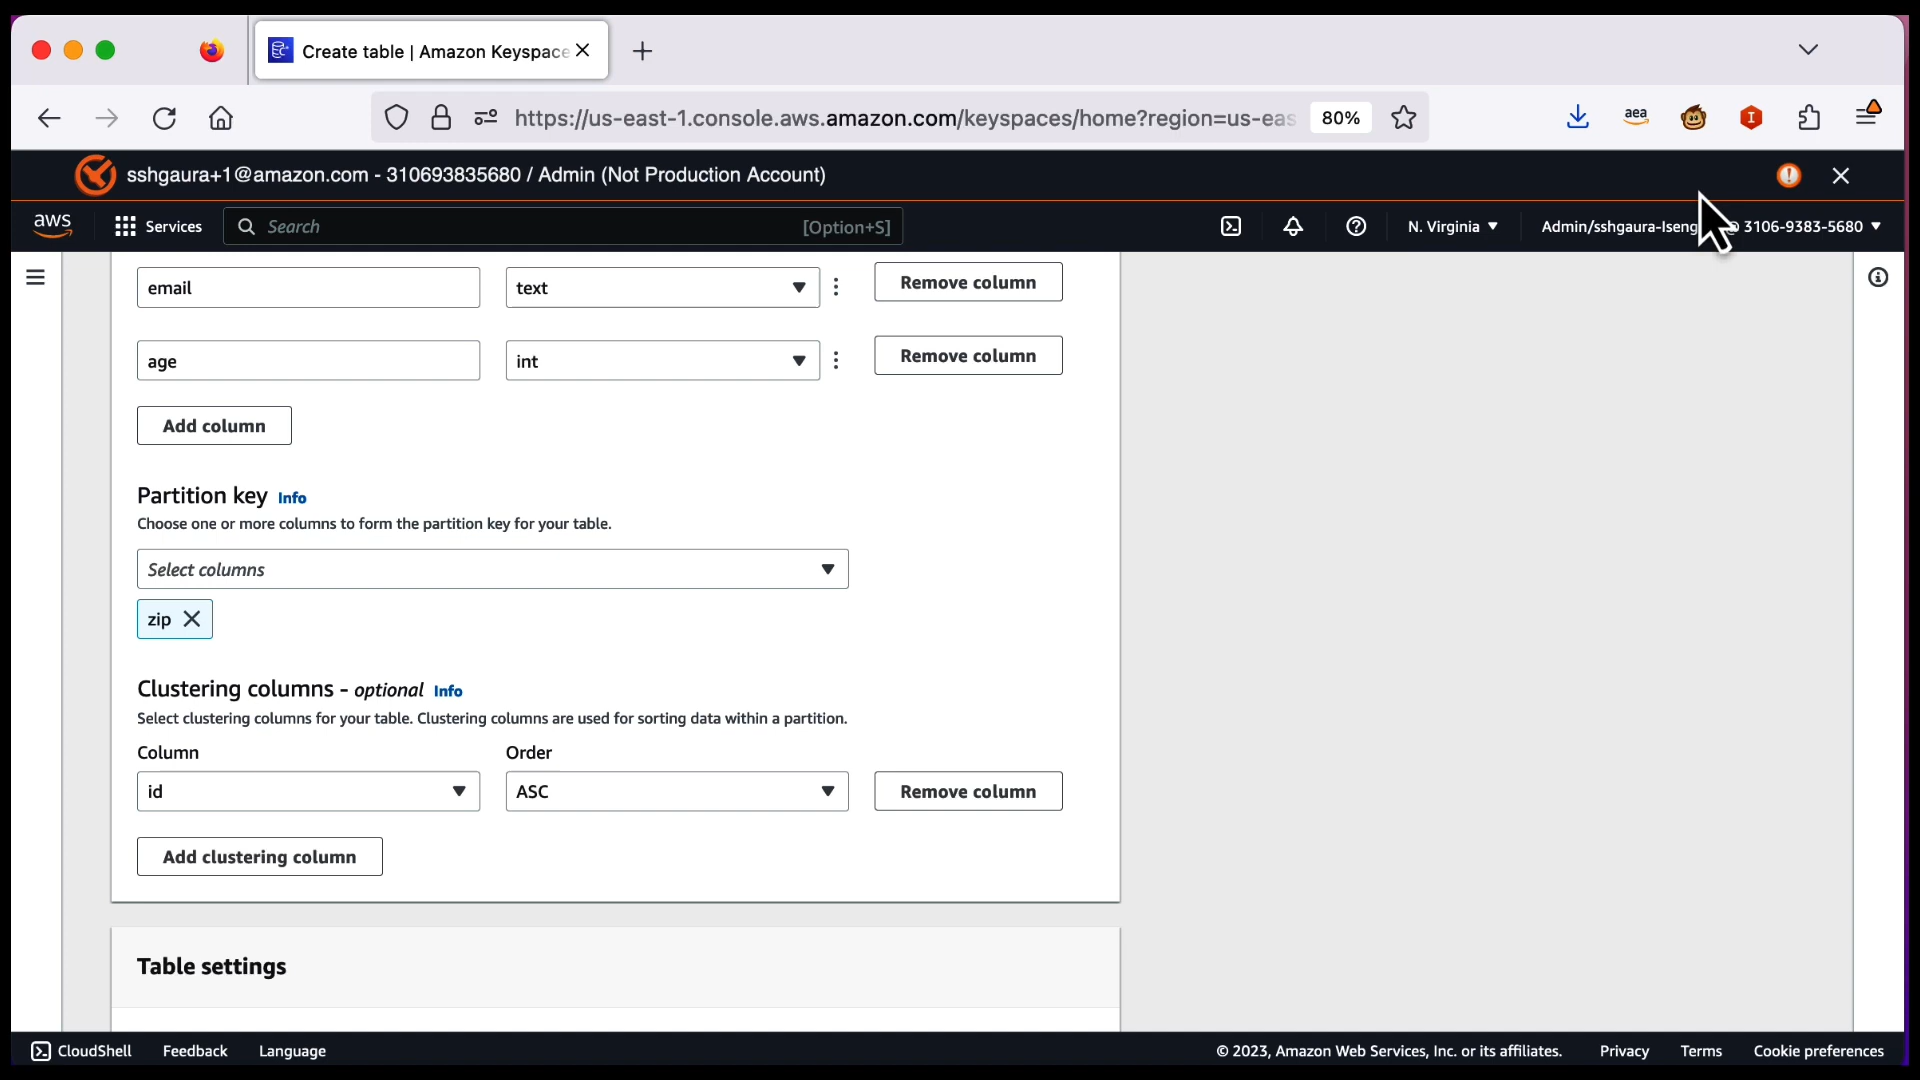 Create table | Amazon Keyspace
https://us-east-1.console.aws.amazon.com/keyspaces/home?region=us-eas
80%
aea
sshgaura+1@amazon.com - 310693835680 / Admin (Not Production Account)
aws
Services
Search
[Option+S]
N. Virginia
Admin/sshgaura-Iseng
3106-9383-5680
email
text
Remove column
age
int
Remove column
Add column
Partition key Info
Choose one or more columns to form the partition key for your table.
Select columns
zip
Clustering columns - optional Info
Select clustering columns for your table. Clustering columns are used for sorting data within a partition.
Column
Order
id
ASC
Remove column
Add clustering column
Table settings
CloudShell
Feedback
Language
© 2023, Amazon Web Services, Inc. or its affiliates.
Privacy
Terms
Cookie preferences